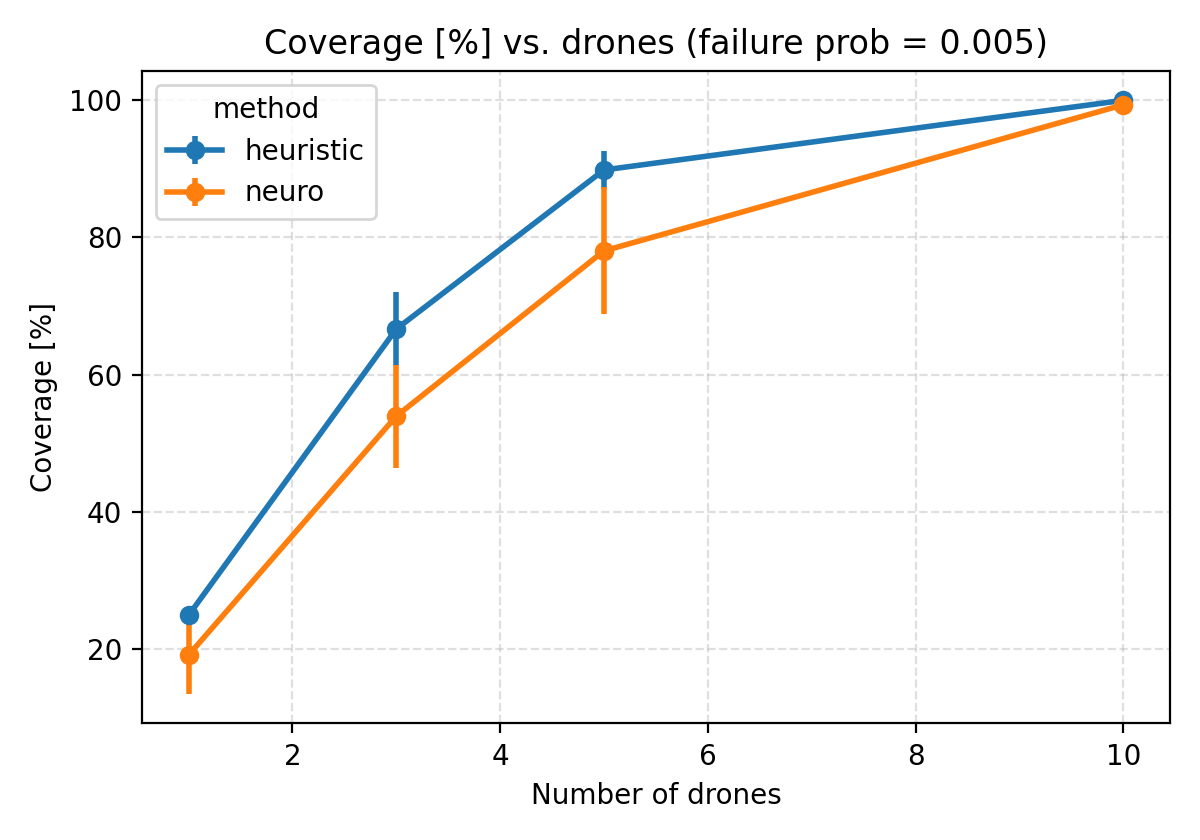 Coverage [%] vs. drones (failure prob = 0.005)
method
heuristic
neuro
100
80
60
40
20
Coverage [%]
2 4 6 8 10
Number of drones